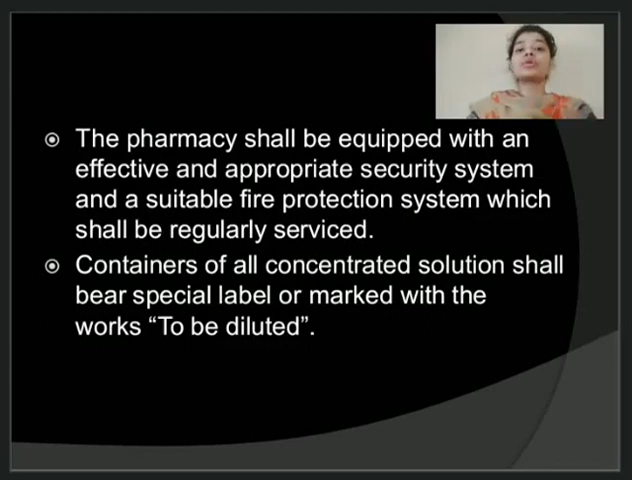 The pharmacy shall be equipped with an
effective and appropriate security system
and a suitable fire protection system which
shall be regularly serviced.
Containers of all concentrated solution shall
bear special label or marked with the
works “To be diluted”.